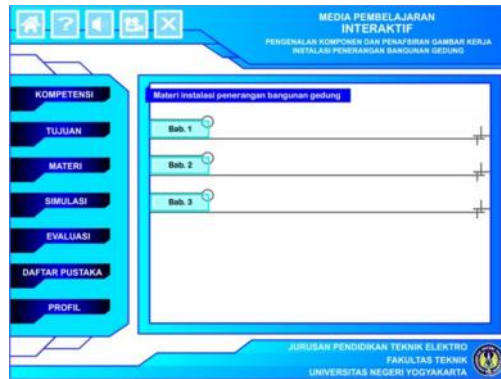 MEDIA PEMBELAJARAN
INTERAKTIF
PENGENALAN KOMPONEN DAN PENAFSIRAN GAMBAR KERJA
INSTALASI PENERANGAN BANGUNAN GEDUNG
KOMPETENSI
TUJUAN
MATERI
SIMULASI
EVALUASI
DAFTAR PUSTAKA
PROFIL
Materi instalasi penerangan bangunan gedung
Bab. 1
Bab. 2
Bab. 3
JURUSAN PENDIDIKAN TEKNIK ELEKTRO
FAKULTAS TEKNIK
UNIVERSITAS NEGERI YOGYAKARTA